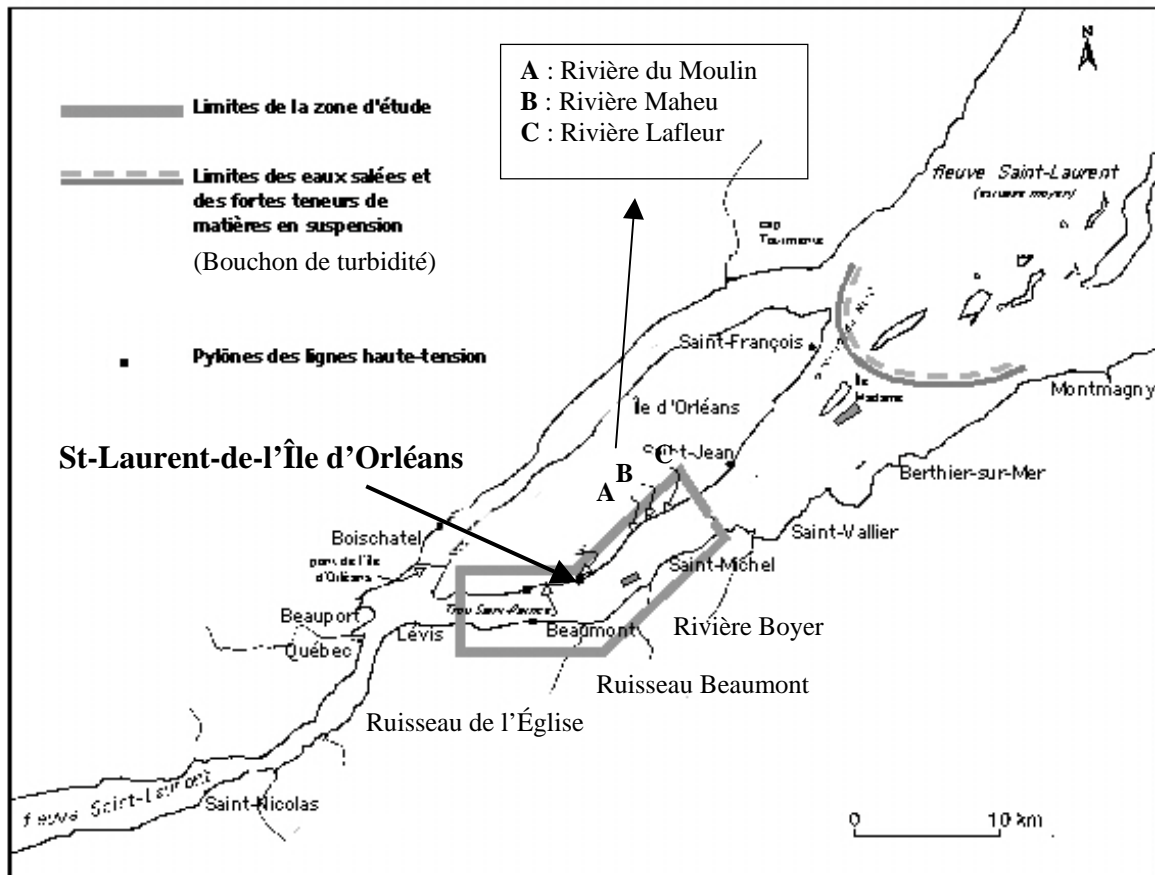 A : Rivière du Moulin
B : Rivière Maheu
C : Rivière Lafleur
N
Limites de la zone d'étude
Limites des eaux salées et
des fortes teneurs de
matières en suspension
(Bouchon de turbidité)
Pylônes des lignes haute-tension
fleuve Saint-Laurent
moyen)
cap
Tourmente
Saint-François
Île
Madame
Montmagny
Île d'Orléans
St-Laurent-de-l'Île d'Orléans
Saint-Jean
C
B
A
Berthier-sur-Mer
Saint-Vallier
Boischatel
pont de l'île
d'Orléans
Saint-Michel
Beauport
Lévis
Beaumont
Rivière Boyer
Québec
Ruisseau Beaumont
Ruisseau de l'Église
fleuve Saint-Laurent
Saint-Nicolas
0 10 km